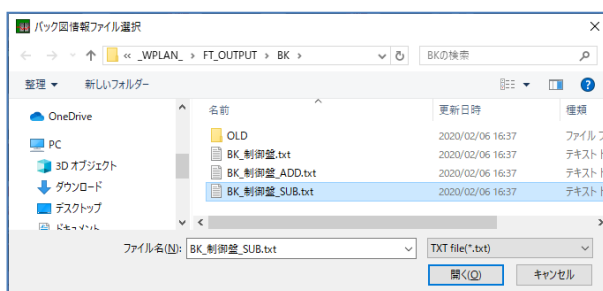 バック図情報ファイル選択
« _WPLAN_ > FT_OUTPUT > BK >
BKの検索
整理 新しいフォルダー
名前 更新日時 種類
OneDrive
PC
3D オブジェクト
ダウンロード
デスクトップ
ドキュメント
OLD 2020/02/06 16:37 ファイル フ
BK_制御盤.txt 2020/02/06 16:37 テキスト
BK_制御盤_ADD.txt 2020/02/06 16:37 テキスト
BK_制御盤_SUB.txt 2020/02/06 16:37 テキスト
ファイル名(N): BK_制御盤_SUB.txt TXT file(*.txt)
開く(O) キャンセル